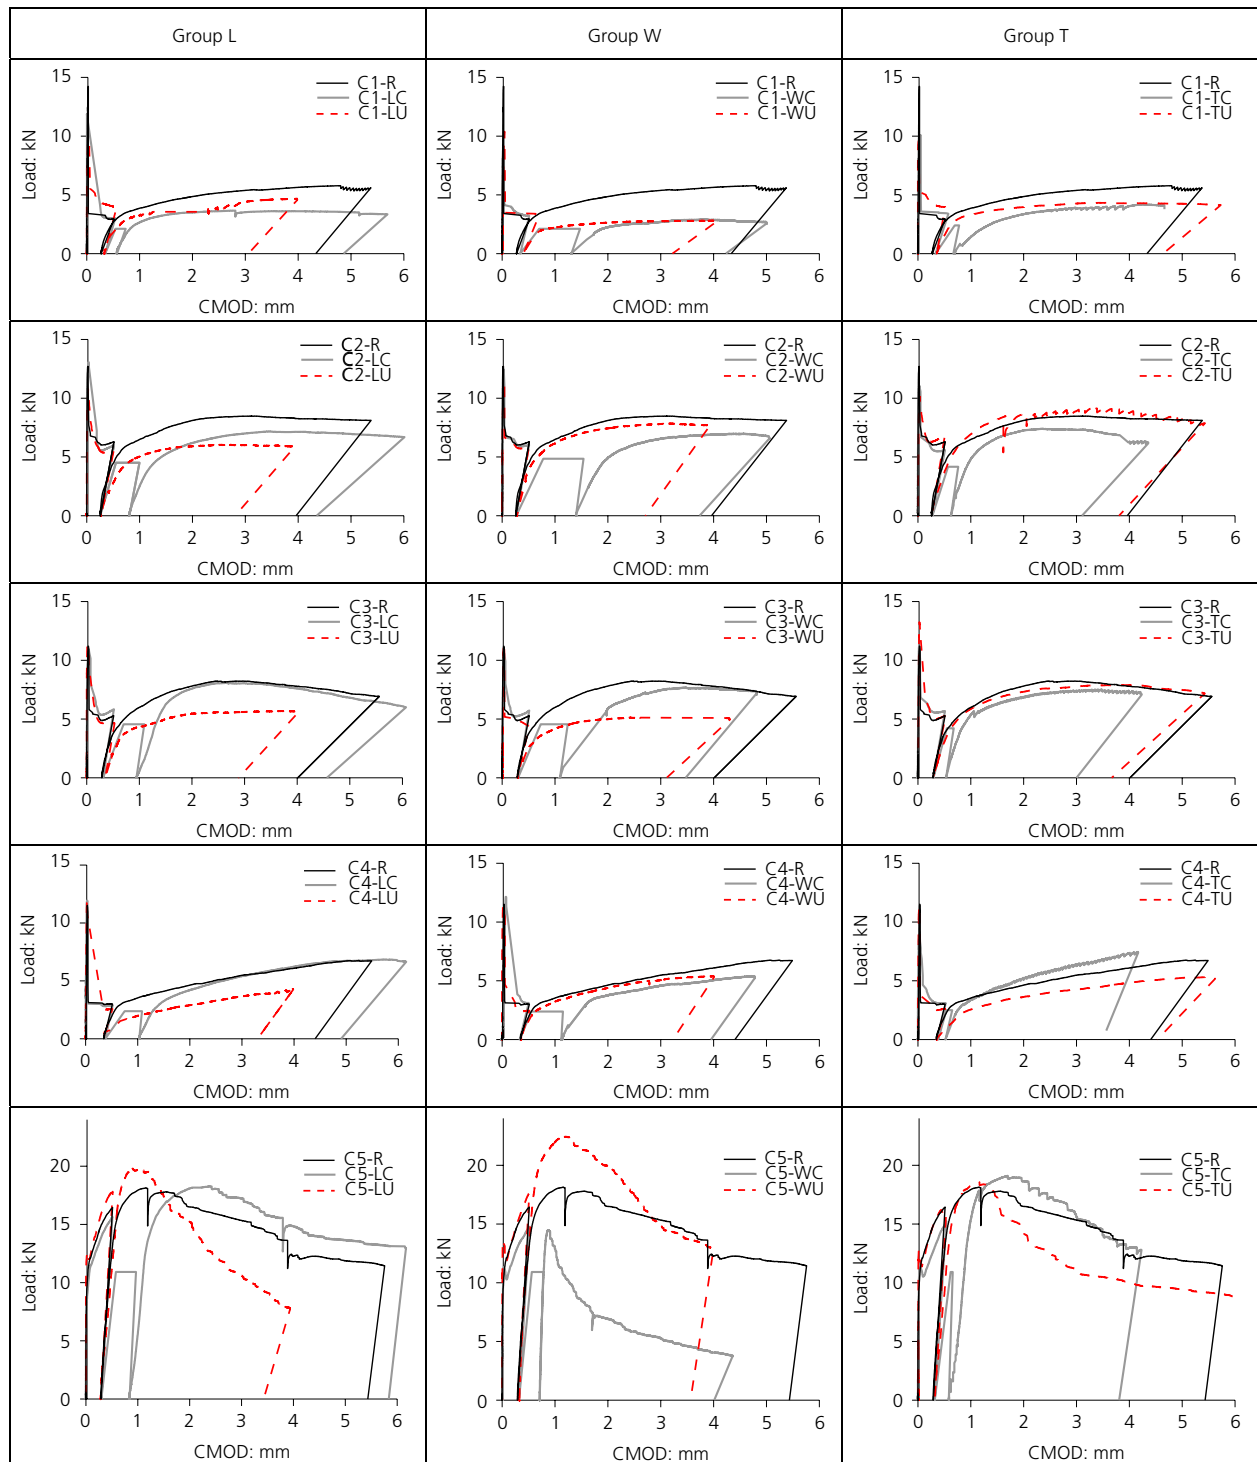 Group L
Group W
Group T
C1-R
C1-LC
C1-LU
15
10
5
0
Load: kN
0 1 2 3 4 5 6
CMOD: mm
C1-R
C1-WC
C1-WU
15
10
5
0
Load: kN
0 1 2 3 4 5 6
CMOD: mm
C1-R
C1-TC
C1-TU
15
10
5
0
Load: kN
0 1 2 3 4 5 6
CMOD: mm
C2-R
C2-LC
C2-LU
15
10
5
0
Load: kN
0 1 2 3 4 5 6
CMOD: mm
C2-R
C2-WC
C2-WU
15
10
5
0
Load: kN
0 1 2 3 4 5 6
CMOD: mm
C2-R
C2-TC
C2-TU
15
10
5
0
Load: kN
0 1 2 3 4 5 6
CMOD: mm
C3-R
C3-LC
C3-LU
15
10
5
0
Load: kN
0 1 2 3 4 5 6
CMOD: mm
C3-R
C3-WC
C3-WU
15
10
5
0
Load: kN
0 1 2 3 4 5 6
CMOD: mm
C3-R
C3-TC
C3-TU
15
10
5
0
Load: kN
0 1 2 3 4 5 6
CMOD: mm
C4-R
C4-LC
C4-LU
15
10
5
0
Load: kN
0 1 2 3 4 5 6
CMOD: mm
C4-R
C4-WC
C4-WU
15
10
5
0
Load: kN
0 1 2 3 4 5 6
CMOD: mm
C4-R
C4-TC
C4-TU
15
10
5
0
Load: kN
0 1 2 3 4 5 6
CMOD: mm
C5-R
C5-LC
C5-LU
20
15
10
5
0
Load: kN
0 1 2 3 4 5 6
CMOD: mm
C5-R
C5-WC
C5-WU
20
15
10
5
0
Load: kN
0 1 2 3 4 5 6
CMOD: mm
C5-R
C5-TC
C5-TU
20
15
10
5
0
Load: kN
0 1 2 3 4 5 6
CMOD: mm